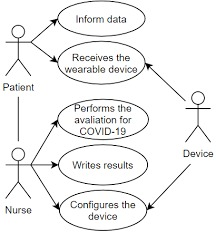 Inform data
Receives the
wearable device
Patient
Performs the
avaliation for
COVID-19
Device
Writes results
Nurse
Configures the
device